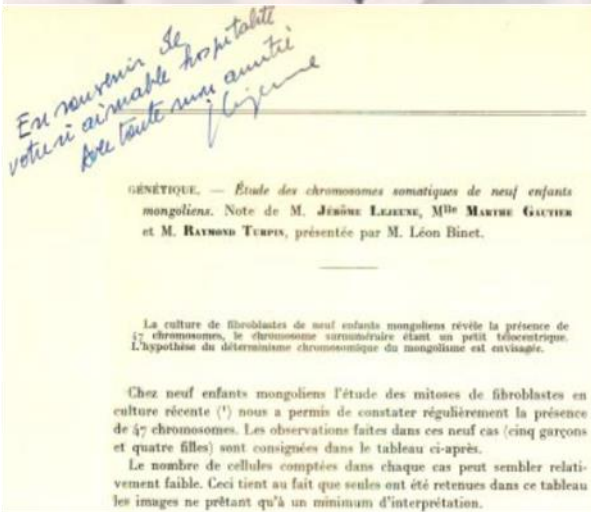 En souvenir de
votre si aimable hospitalité
Avec toute mon amitié
JLejeune
GÉNÉTIQUE. — Étude des chromosomes somatiques de neuf enfants
mongoliens. Note de M. JÉRÔME LEJEUNE, Mlle MARTHE GAUTIER
et M. RAYMOND TURPIN, présentée par M. Léon Binet.
La culture de fibroblastes de neuf enfants mongoliens révèle la présence de
47 chromosomes, le chromosome surnuméraire étant un petit télocentrique.
L'hypothèse du déterminisme chromosomique du mongolisme est envisagée.
Chez neuf enfants mongoliens l'étude des mitoses de fibroblastes en
culture récente (¹) nous a permis de constater régulièrement la présence
de 47 chromosomes. Les observations faites dans ces neuf cas (cinq garçons
et quatre filles) sont consignées dans le tableau ci-après.
Le nombre de cellules comptées dans chaque cas peut sembler relati-
vement faible. Ceci tient au fait que seules ont été retenues dans ce tableau
les images ne prêtant qu'à un minimum d'interprétation.